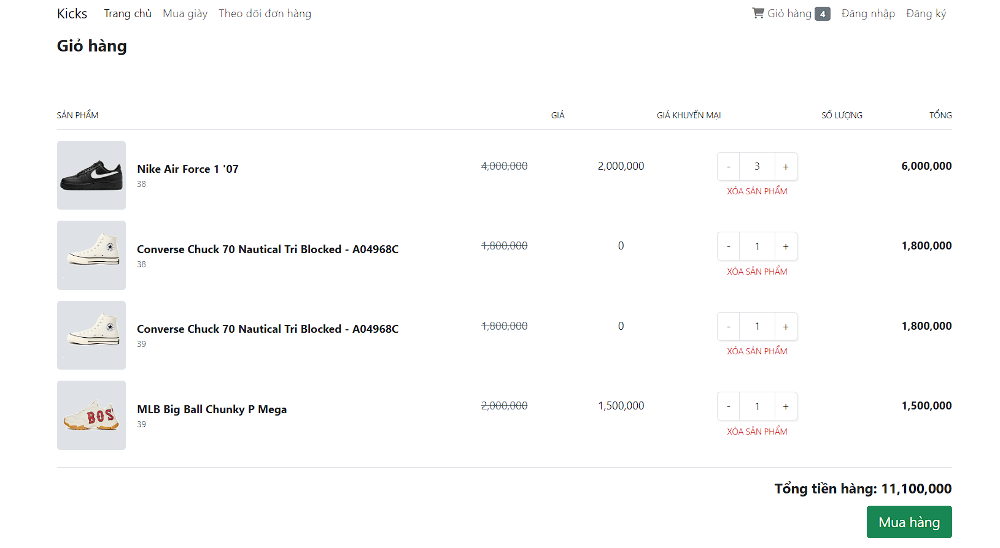 Kicks Trang chủ Mua giày Theo dõi đơn hàng Giỏ hàng 4 Đăng nhập Đăng ký
Giỏ hàng
SẢN PHẨM GIÁ GIÁ KHUYẾN MẠI SỐ LƯỢNG TỔNG
Nike Air Force 1 '07 4,000,000 2,000,000 - 3 + 6,000,000
38 XÓA SẢN PHẨM
Converse Chuck 70 Nautical Tri Blocked - A04968C 1,800,000 0 - 1 + 1,800,000
38 XÓA SẢN PHẨM
Converse Chuck 70 Nautical Tri Blocked - A04968C 1,800,000 0 - 1 + 1,800,000
39 XÓA SẢN PHẨM
BOS
MLB Big Ball Chunky P Mega 2,000,000 1,500,000 - 1 + 1,500,000
39 XÓA SẢN PHẨM
Tổng tiền hàng: 11,100,000
Mua hàng